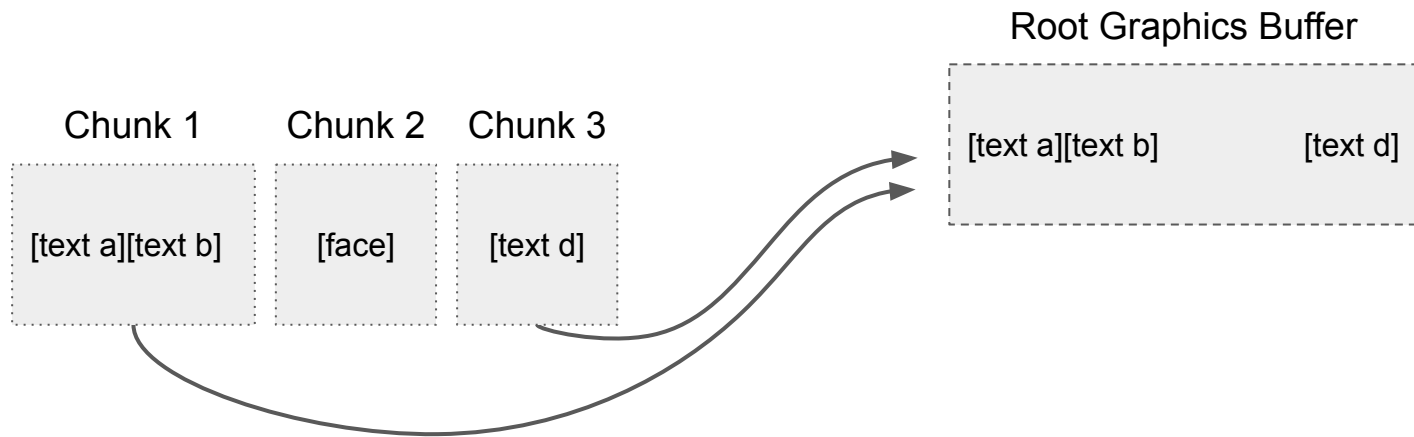 Root Graphics Buffer
Chunk 1 Chunk 2 Chunk 3
[text a][text b] [text d]
[text a][text b] [face] [text d]